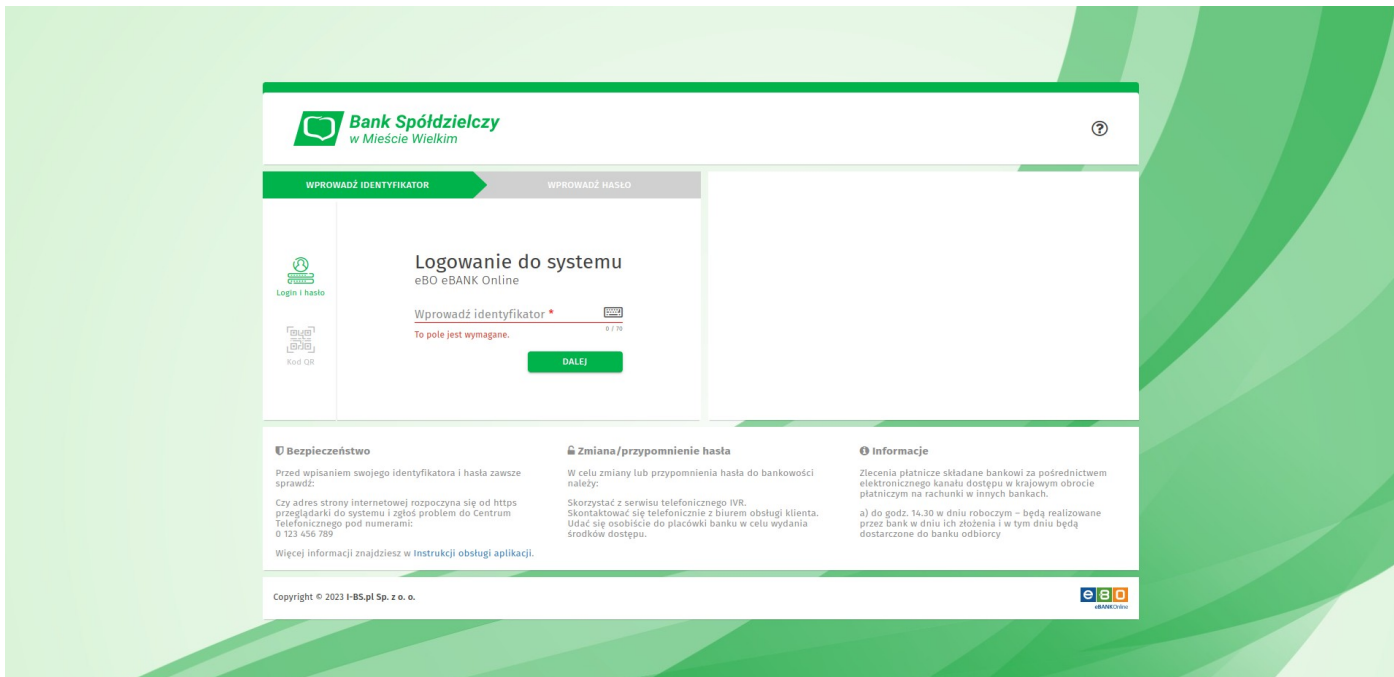 Bank Spółdzielczy
w Mieście Wielkim
WPROWADŹ IDENTYFIKATOR
WPROWADŹ HASŁO
Login i hasło
Kod QR
Logowanie do systemu
eBO eBANK Online
Wprowadź identyfikator *
0 / 70
To pole jest wymagane.
DALEJ
Bezpieczeństwo
Przed wpisaniem swojego identyfikatora i hasła zawsze
sprawdź:
Czy adres strony internetowej rozpoczyna się od https
przeglądarki do systemu i zgłoś problem do Centrum
Telefonicznego pod numerami:
0 123 456 789
Więcej informacji znajdziesz w Instrukcji obsługi aplikacji.
Zmiana/przypomnienie hasła
W celu zmiany lub przypomnienia hasła do bankowości
należy:
Skorzystać z serwisu telefonicznego IVR.
Skontaktować się telefonicznie z biurem obsługi klienta.
Udać się osobiście do placówki banku w celu wydania
środków dostępu.
Informacje
Zlecenia płatnicze składane bankowi za pośrednictwem
elektronicznego kanału dostępu w krajowym obrocie
płatniczym na rachunki w innych bankach.
a) do godz. 14.30 w dniu roboczym – będą realizowane
przez bank w dniu ich złożenia i w tym dniu będą
dostarczone do banku odbiorcy
Copyright © 2023 I-BS.pl Sp. z o. o.
eBO
eBANK Online